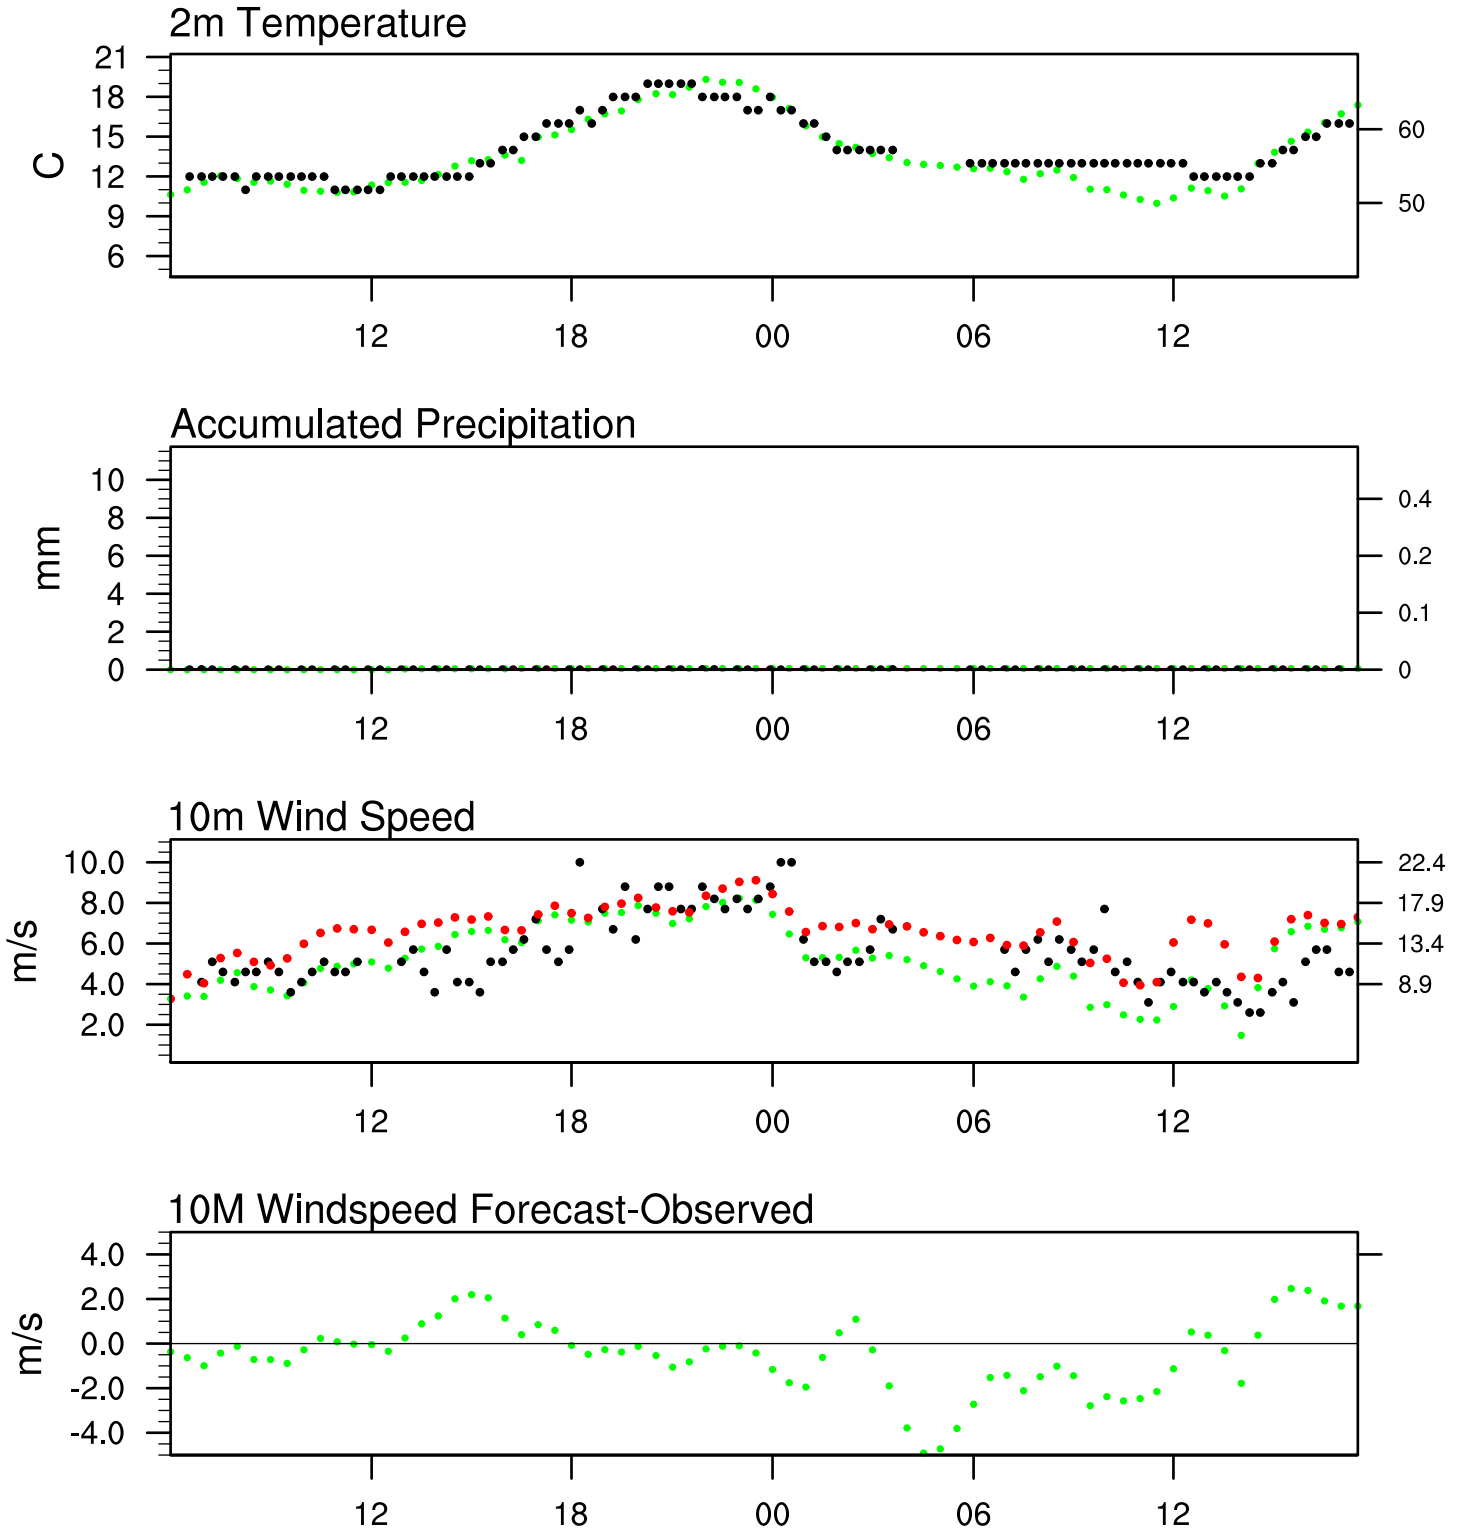 2m Temperature
21
18
15
12
9
6
C
60
50
12 18 00 06 12
Accumulated Precipitation
10
8
6
4
2
0
mm
0.4
0.2
0.1
0
12 18 00 06 12
10m Wind Speed
10.0
8.0
6.0
4.0
2.0
m/s
22.4
17.9
13.4
8.9
12 18 00 06 12
10M Windspeed Forecast-Observed
4.0
2.0
0.0
-2.0
-4.0
m/s
12 18 00 06 12